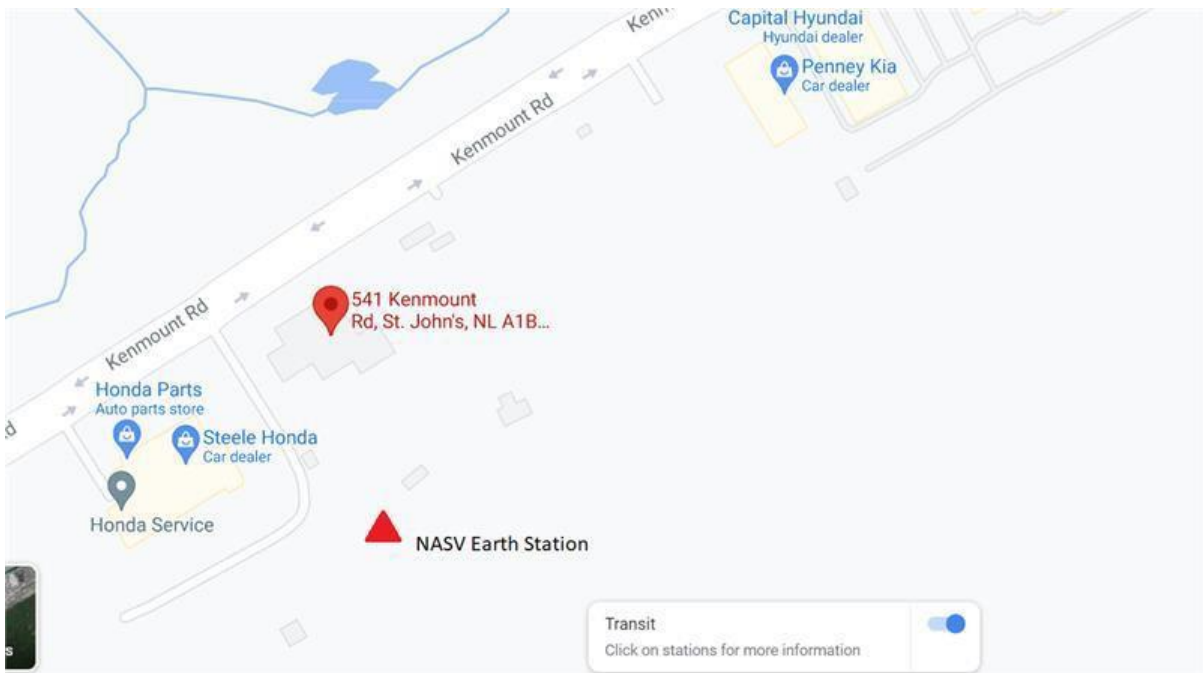 Kenm
Capital Hyundai
Hyundai dealer
Penney Kia
Car dealer
Kenmount Rd
541 Kenmount
Rd, St. John's, NL A1B...
Kenmount Rd
Honda Parts
Auto parts store
d
Steele Honda
Car dealer
Honda Service
NASV Earth Station
s
Transit
Click on stations for more information